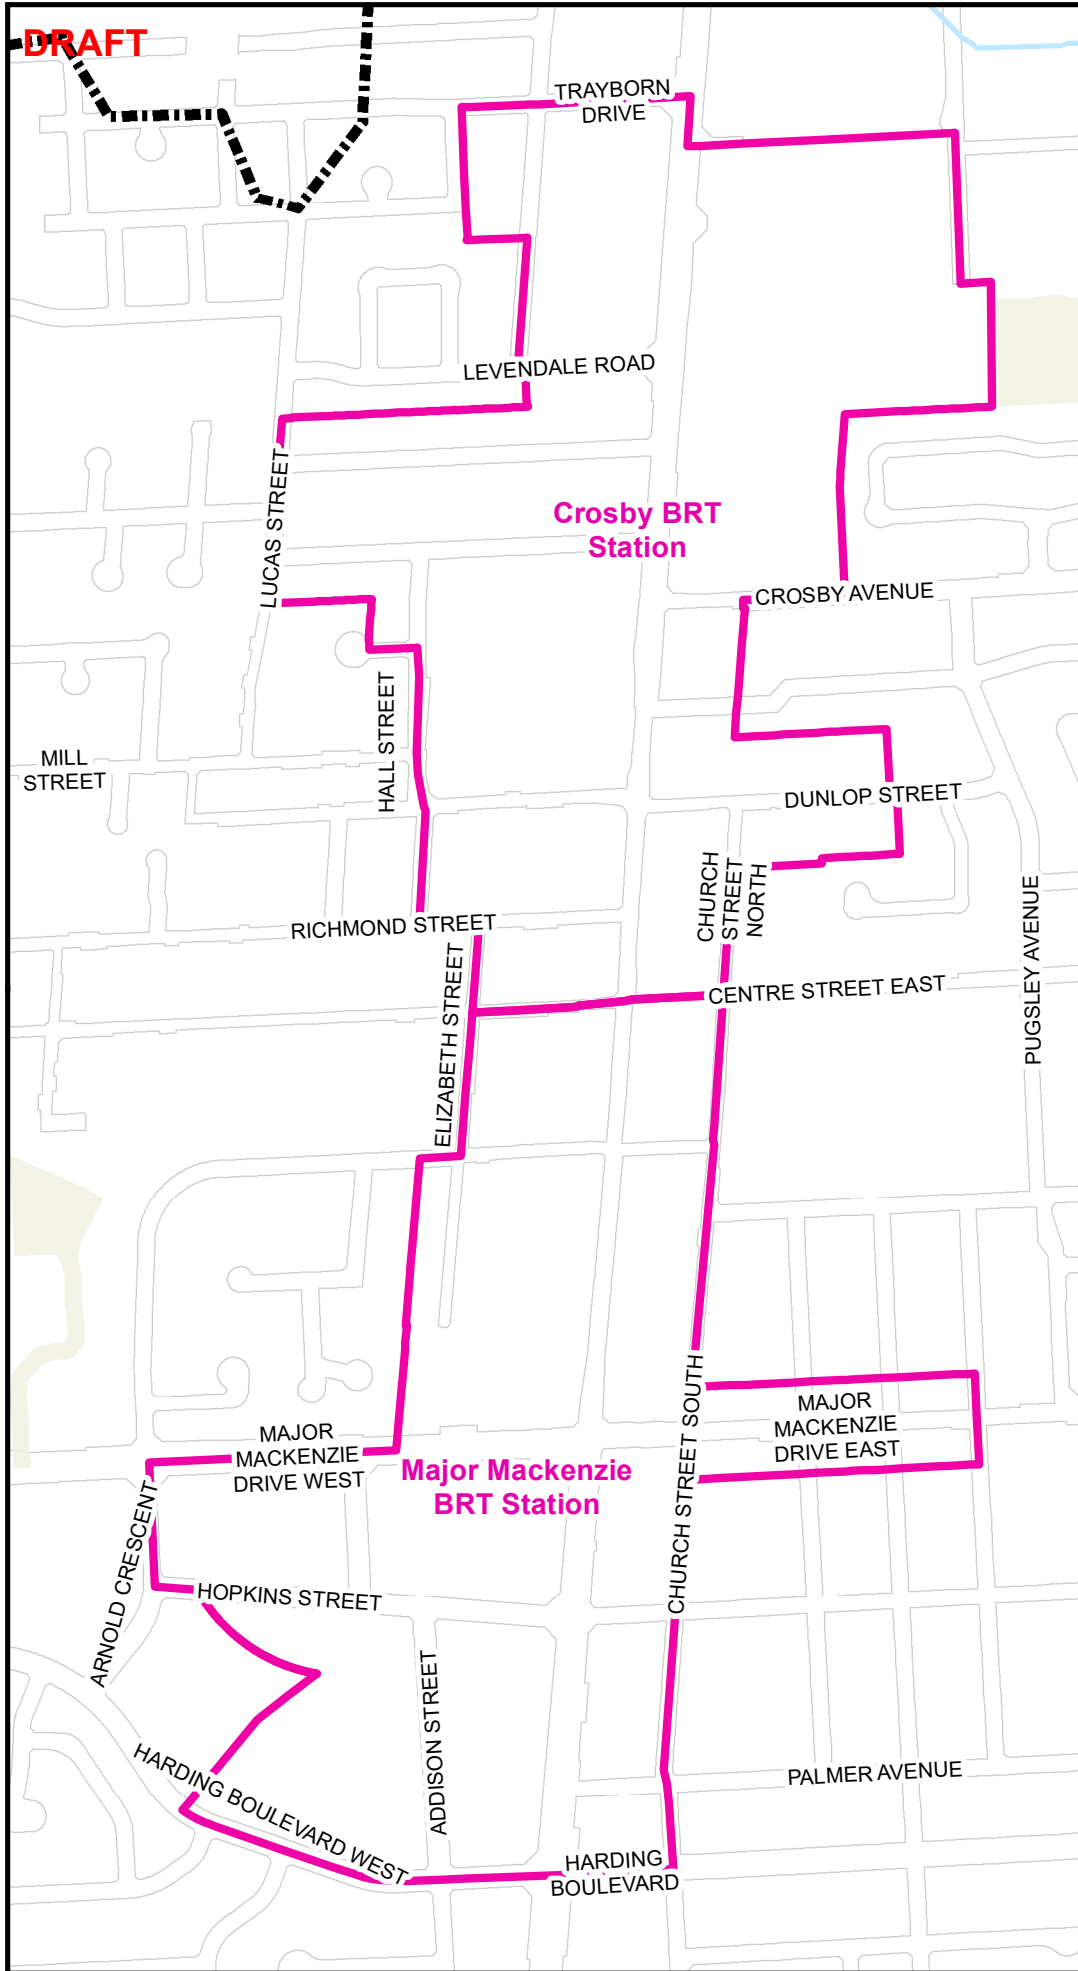 DRAFT
TRAYBORN
DRIVE
LEVENDALE ROAD
LUCAS STREET
Crosby BRT
Station
CROSBY AVENUE
HALL STREET
MILL
STREET
DUNLOP STREET
CHURCH
STREET
NORTH
PUGSLEY AVENUE
RICHMOND STREET
ELIZABETH STREET
CENTRE STREET EAST
CHURCH STREET SOUTH
MAJOR
MACKENZIE
DRIVE EAST
MAJOR
MACKENZIE
DRIVE WEST
Major Mackenzie
BRT Station
ARNOLD CRESCENT
HOPKINS STREET
ADDISON STREET
HARDING BOULEVARD WEST
PALMER AVENUE
HARDING
BOULEVARD